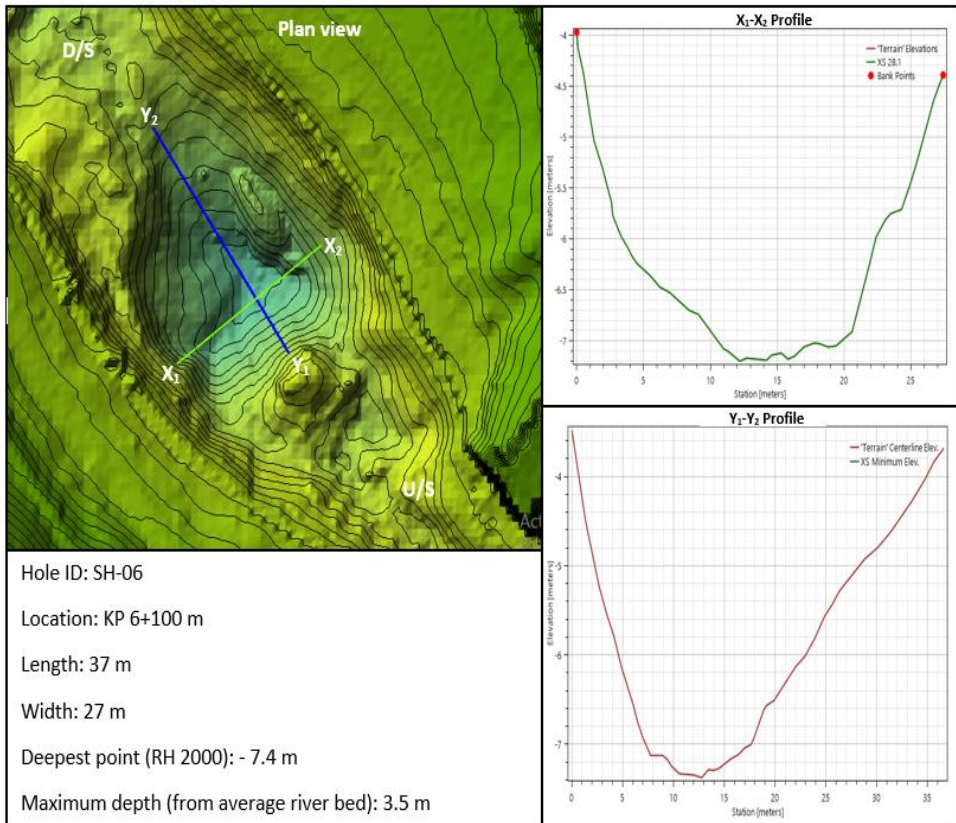 Plan view
D/S
Y₂
X₂
X₁
Y₁
U/S
Act
X₁-X₂ Profile
'Terrain' Elevations
XS 28.1
Bank Points
Elevation [meters]
-4
-4.5
-5
-5.5
-6
-6.5
-7
0 5 10 15 20 25
Station [meters]
Y₁-Y₂ Profile
'Terrain' Centerline Elev.
XS Minimum Elev.
Elevation [meters]
-4
-5
-6
-7
0 5 10 15 20 25 30 35
Station [meters]
Hole ID: SH-06
Location: KP 6+100 m
Length: 37 m
Width: 27 m
Deepest point (RH 2000): - 7.4 m
Maximum depth (from average river bed): 3.5 m